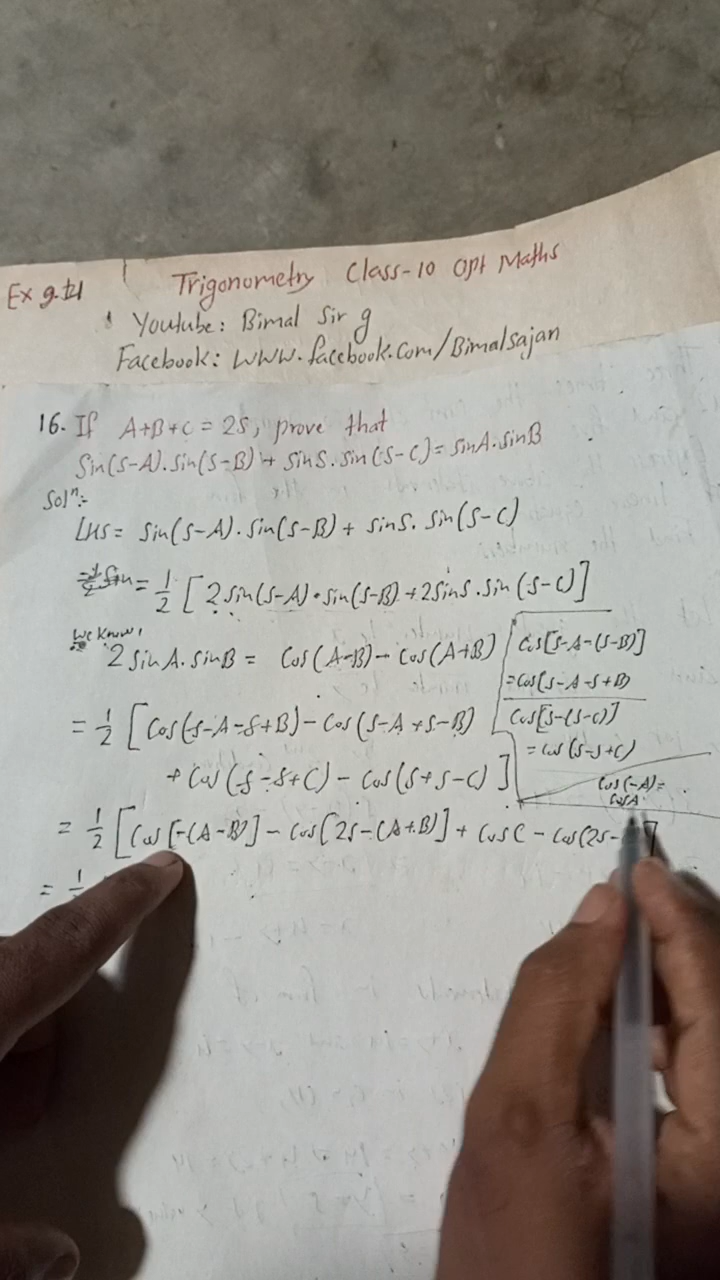 Ex 9.
Trigonometry Class-10 Opt Maths
Youtube: Bimal Sir g
Facebook: WWW.facebook.com/Bimalsajan
16. If A+B+C = 2S, prove that
Sin(S-A).Sin(S-B) + sinS.sin(S-C) = sinA.sinB
Solⁿ:-
LHS = Sin(S-A).Sin(S-B) + sinS. Sin(S-C)
= 1/2 [2Sin(S-A).Sin(S-B) + 2SinS.Sin(S-C)]
We know,
2 SinA.SinB = Cos(A-B) - Cos(A+B)
Cos[S-A-(S-B)]
= Cos(S-A-S+B)
Cos[S-(S-C)]
= Cos(S-S+C)
= 1/2 [Cos(S-A-S+B) - Cos(S-A+S-B)
+ Cos(S-S+C) - Cos(S+S-C)]
Cos(-A) =
CosA
= 1/2 [Cos[-(A-B)] - Cos[2S-(A+B)] + CosC - Cos(2S-
= 1